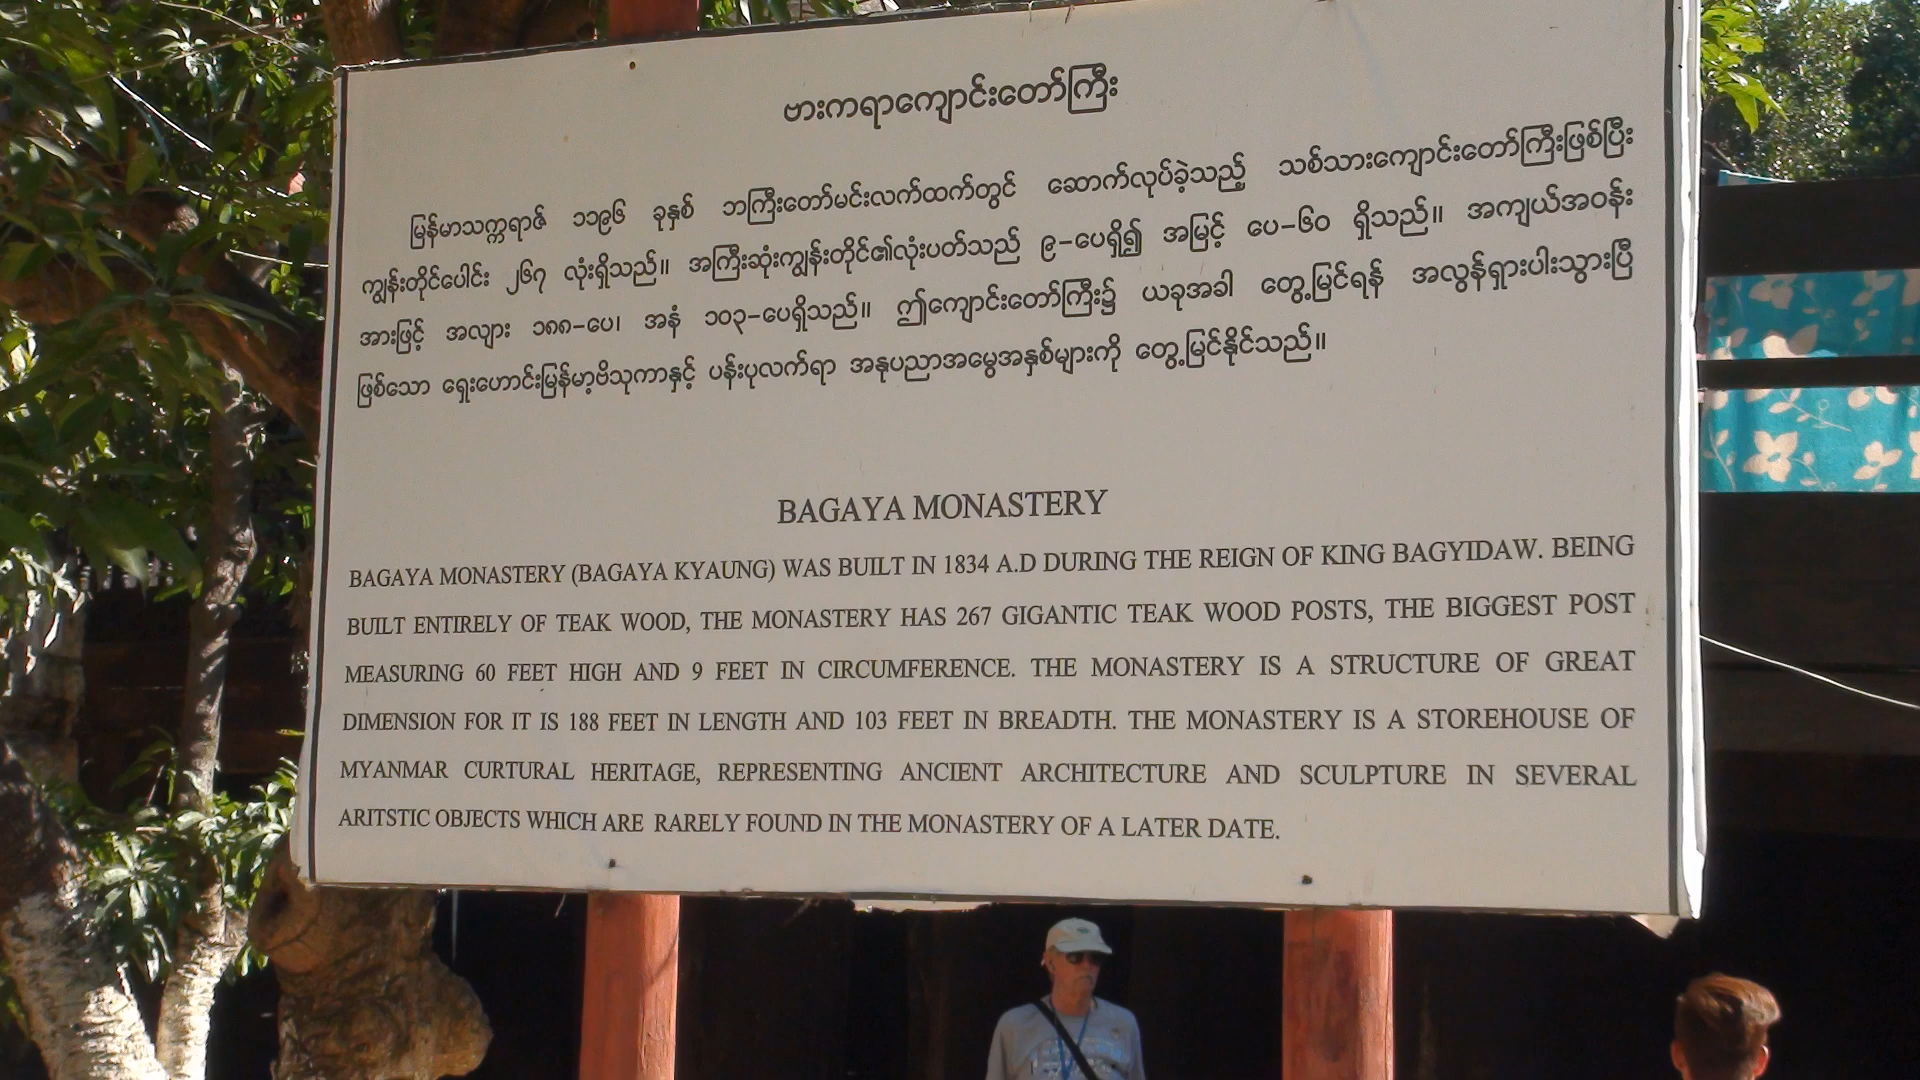 ဗားကရာကျောင်းတော်ကြီး
မြန်မာသက္ကရာဇ် ၁၁၉၆ ခုနှစ် ဘကြီးတော်မင်းလက်ထက်တွင် ဆောက်လုပ်ခဲ့သည့် သစ်သားကျောင်းတော်ကြီးဖြစ်ပြီး
ကျွန်းတိုင်ပေါင်း ၂၆၇ လုံးရှိသည်။ အကြီးဆုံးကျွန်းတိုင်၏လုံးပတ်သည် ၉-ပေရှိ၍ အမြင့် ပေ-၆၀ ရှိသည်။ အကျယ်အဝန်း
အားဖြင့် အလျား ၁၈၈-ပေ၊ အနံ ၁၀၃-ပေရှိသည်။ ဤကျောင်းတော်ကြီး၌ ယခုအခါ တွေ့မြင်ရန် အလွန်ရှားပါးသွားပြီ
ဖြစ်သော ရှေးဟောင်းမြန်မာ့ဗိသုကာနှင့် ပန်းပုလက်ရာ အနုပညာအမွေအနှစ်များကို တွေ့မြင်နိုင်သည်။
BAGAYA MONASTERY
BAGAYA MONASTERY (BAGAYA KYAUNG) WAS BUILT IN 1834 A.D DURING THE REIGN OF KING BAGYIDAW. BEING
BUILT ENTIRELY OF TEAK WOOD, THE MONASTERY HAS 267 GIGANTIC TEAK WOOD POSTS, THE BIGGEST POST
MEASURING 60 FEET HIGH AND 9 FEET IN CIRCUMFERENCE. THE MONASTERY IS A STRUCTURE OF GREAT
DIMENSION FOR IT IS 188 FEET IN LENGTH AND 103 FEET IN BREADTH. THE MONASTERY IS A STOREHOUSE OF
MYANMAR CURTURAL HERITAGE, REPRESENTING ANCIENT ARCHITECTURE AND SCULPTURE IN SEVERAL
ARITSTIC OBJECTS WHICH ARE RARELY FOUND IN THE MONASTERY OF A LATER DATE.